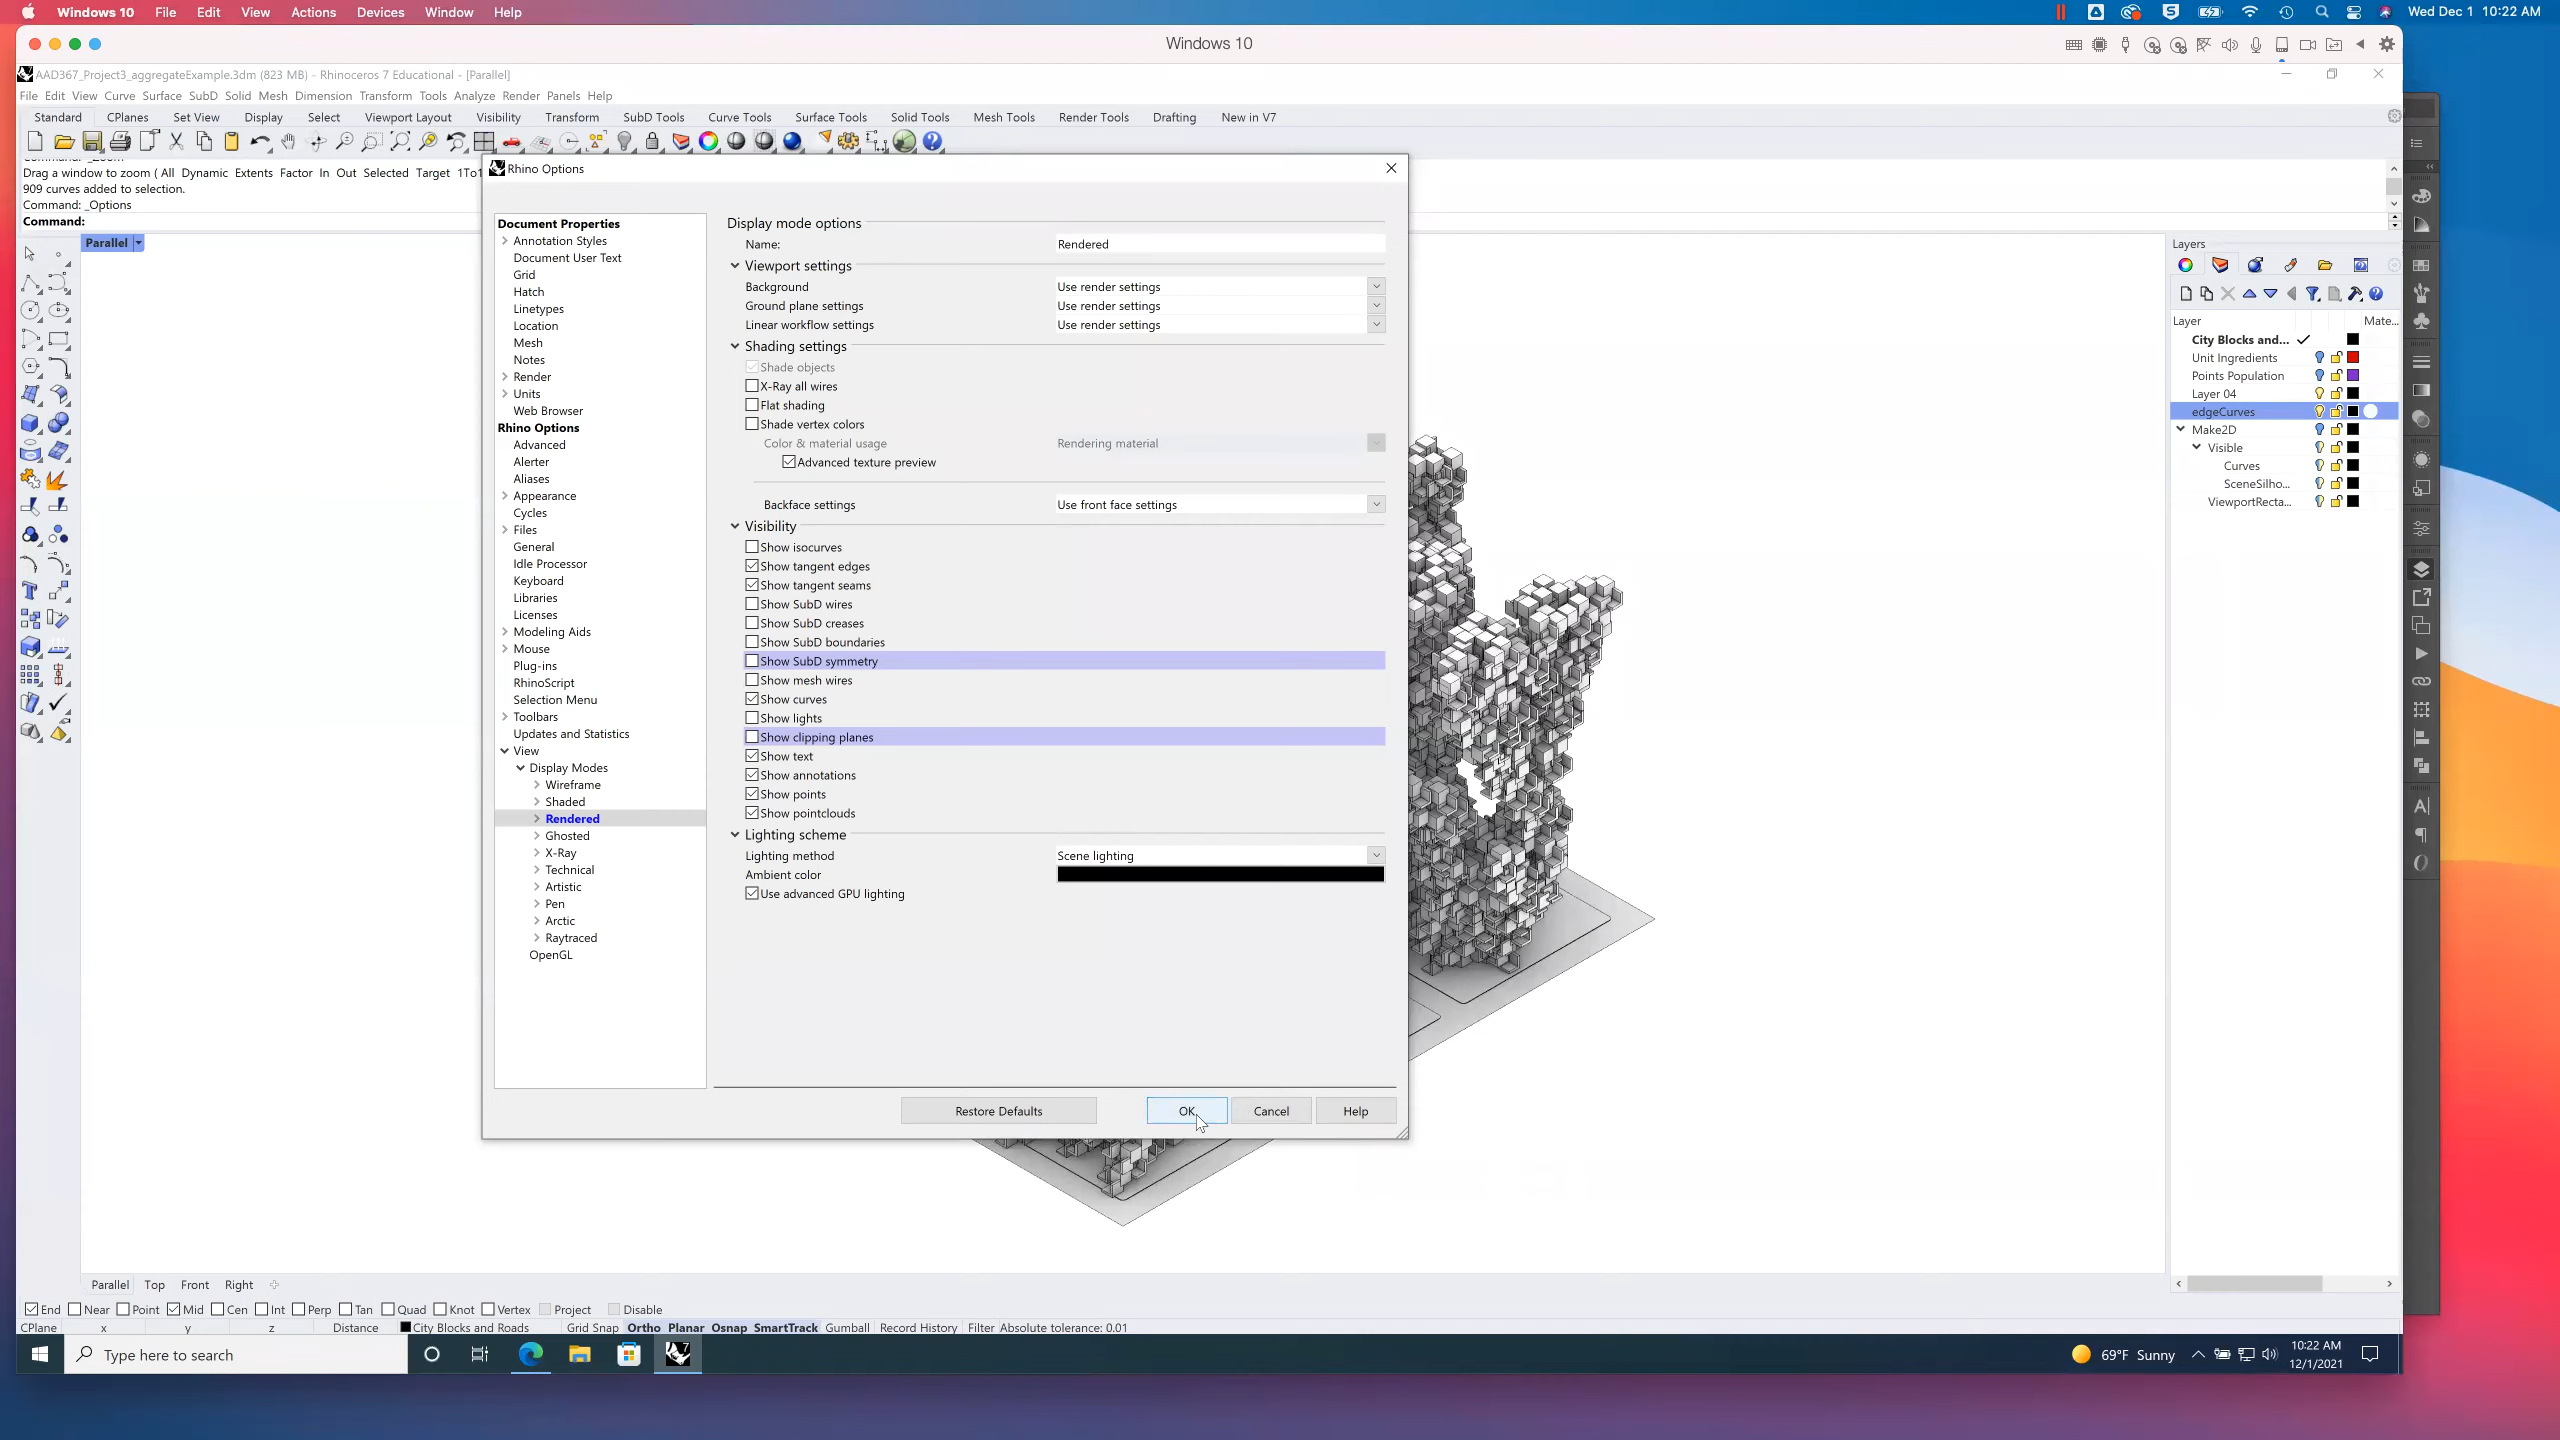 Windows 10 File Edit View Actions Devices Window Help
Wed Dec 1 10:22 AM
Windows 10
AAD367_Project3_aggregateExample.3dm (823 MB) - Rhinoceros 7 Educational - [Parallel]
File Edit View Curve Surface SubD Solid Mesh Dimension Transform Tools Analyze Render Panels Help
Standard CPlanes Set View Display Select Viewport Layout Visibility Transform SubD Tools Curve Tools Surface Tools Solid Tools Mesh Tools Render Tools Drafting New in V7
Command: _Zoom
Drag a window to zoom ( All Dynamic Extents Factor In Out Selected Target 1To1
909 curves added to selection.
Command: _Options
Command:
Parallel
Rhino Options
Document Properties
Annotation Styles
Document User Text
Grid
Hatch
Linetypes
Location
Mesh
Notes
Render
Units
Web Browser
Rhino Options
Advanced
Alerter
Aliases
Appearance
Cycles
Files
General
Idle Processor
Keyboard
Libraries
Licenses
Modeling Aids
Mouse
Plug-ins
RhinoScript
Selection Menu
Toolbars
Updates and Statistics
View
Display Modes
Wireframe
Shaded
Rendered
Ghosted
X-Ray
Technical
Artistic
Pen
Arctic
Raytraced
OpenGL
Display mode options
Name: Rendered
Viewport settings
Background Use render settings
Ground plane settings Use render settings
Linear workflow settings Use render settings
Shading settings
Shade objects
X-Ray all wires
Flat shading
Shade vertex colors
Color & material usage Rendering material
Advanced texture preview
Backface settings Use front face settings
Visibility
Show isocurves
Show tangent edges
Show tangent seams
Show SubD wires
Show SubD creases
Show SubD boundaries
Show SubD symmetry
Show mesh wires
Show curves
Show lights
Show clipping planes
Show text
Show annotations
Show points
Show pointclouds
Lighting scheme
Lighting method Scene lighting
Ambient color
Use advanced GPU lighting
Restore Defaults OK Cancel Help
Layers
Layer Mate...
City Blocks and...
Unit Ingredients
Points Population
Layer 04
edgeCurves
Make2D
Visible
Curves
SceneSilho...
ViewportRecta...
Parallel Top Front Right
End Near Point Mid Cen Int Perp Tan Quad Knot Vertex Project Disable
CPlane x y z Distance City Blocks and Roads Grid Snap Ortho Planar Osnap SmartTrack Gumball Record History Filter Absolute tolerance: 0.01
Type here to search
69°F Sunny
10:22 AM
12/1/2021